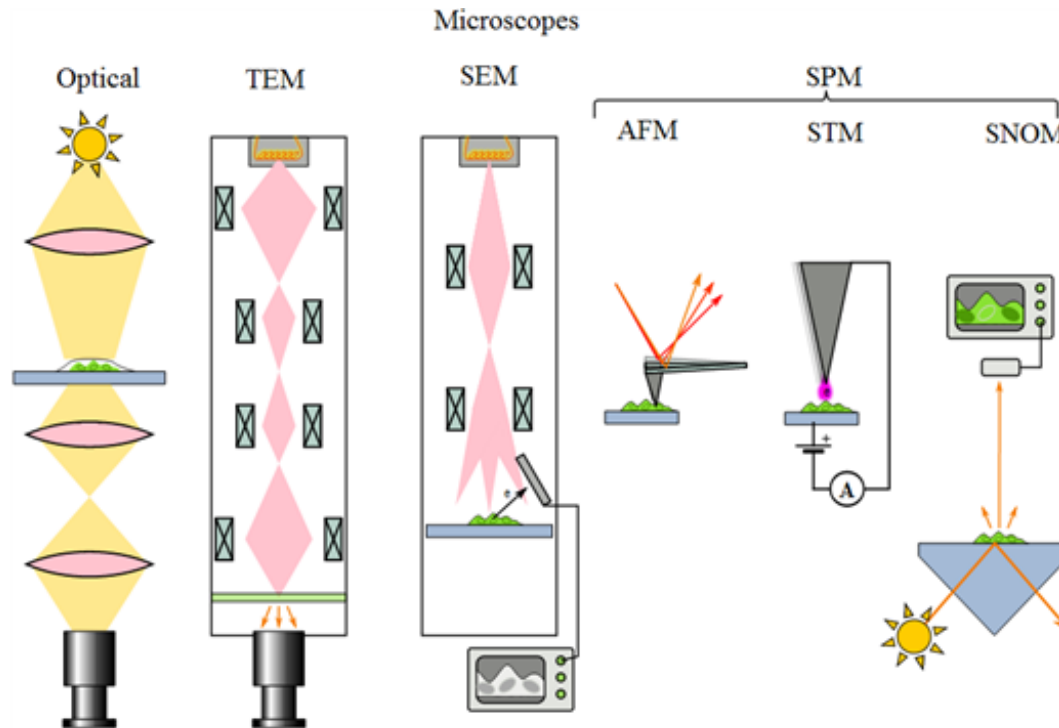 Microscopes
Optical
TEM
SEM
SPM
AFM
STM
SNOM
e
+
A